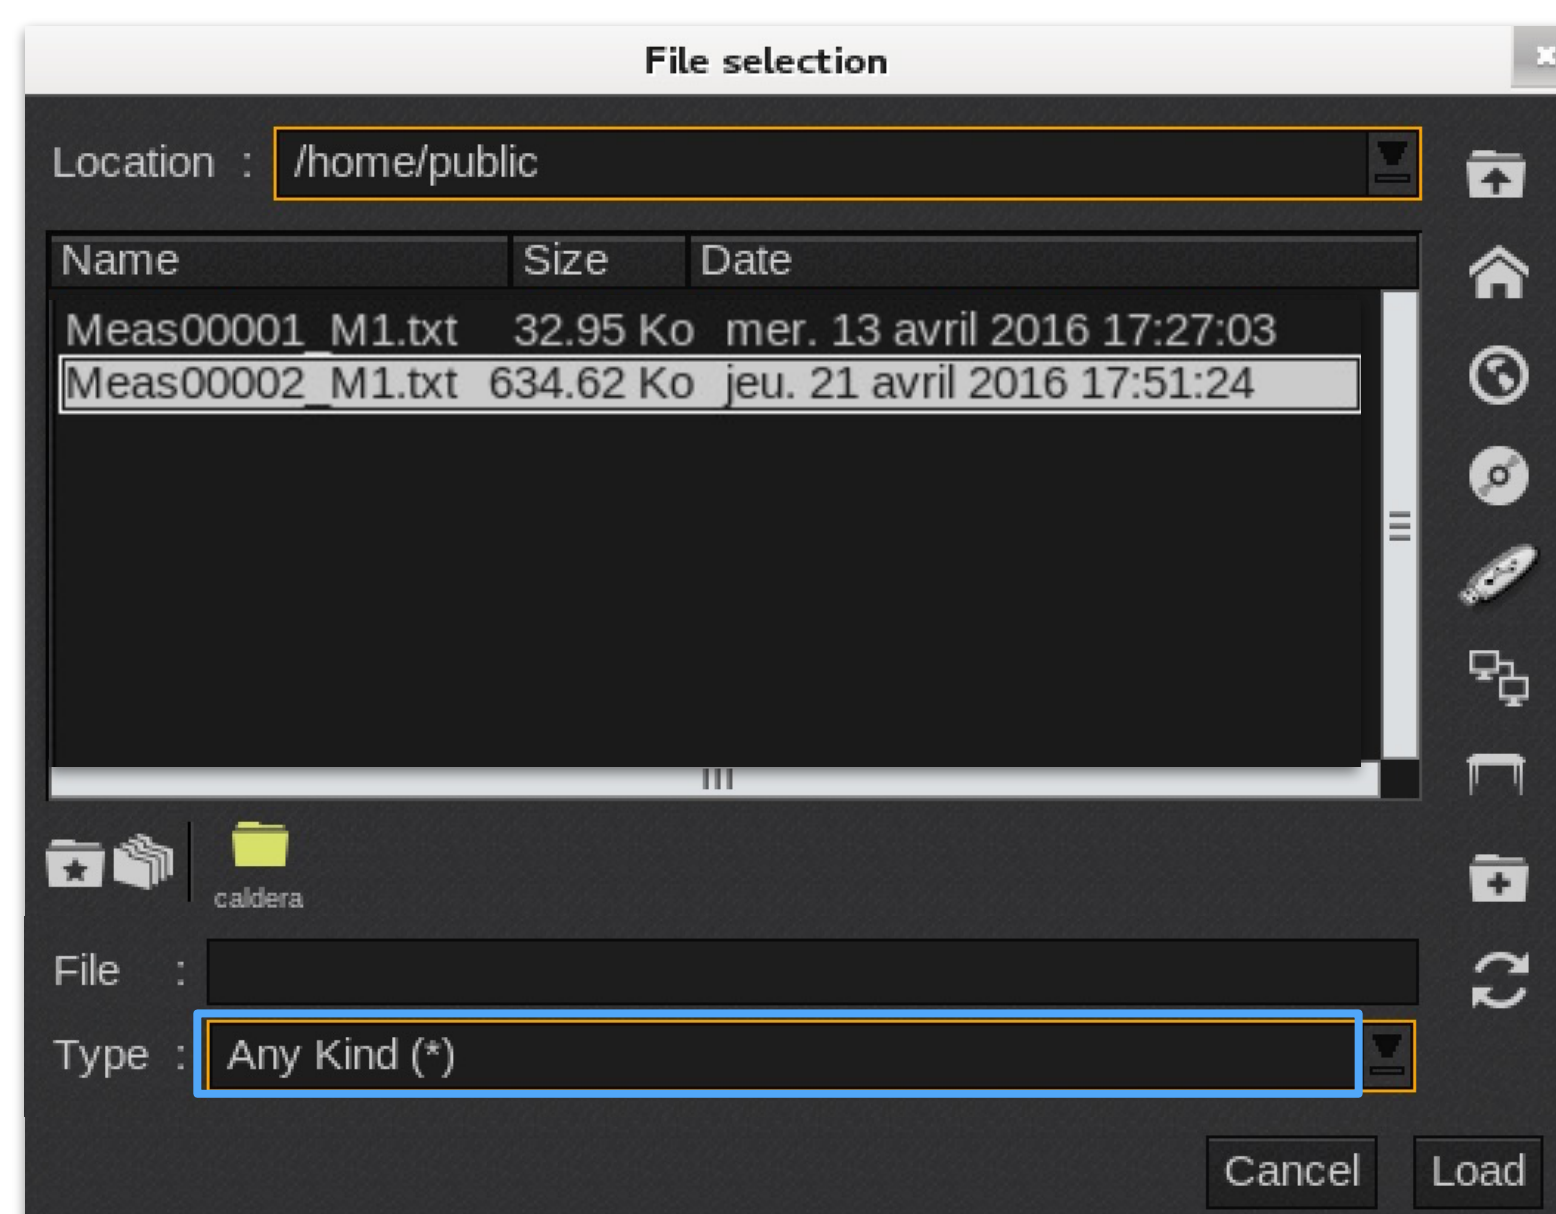 File selection
Location : /home/public
Name Size Date
Meas00001_M1.txt 32.95 Ko mer. 13 avril 2016 17:27:03
Meas00002_M1.txt 634.62 Ko jeu. 21 avril 2016 17:51:24
caldera
File :
Type : Any Kind (*)
Cancel Load